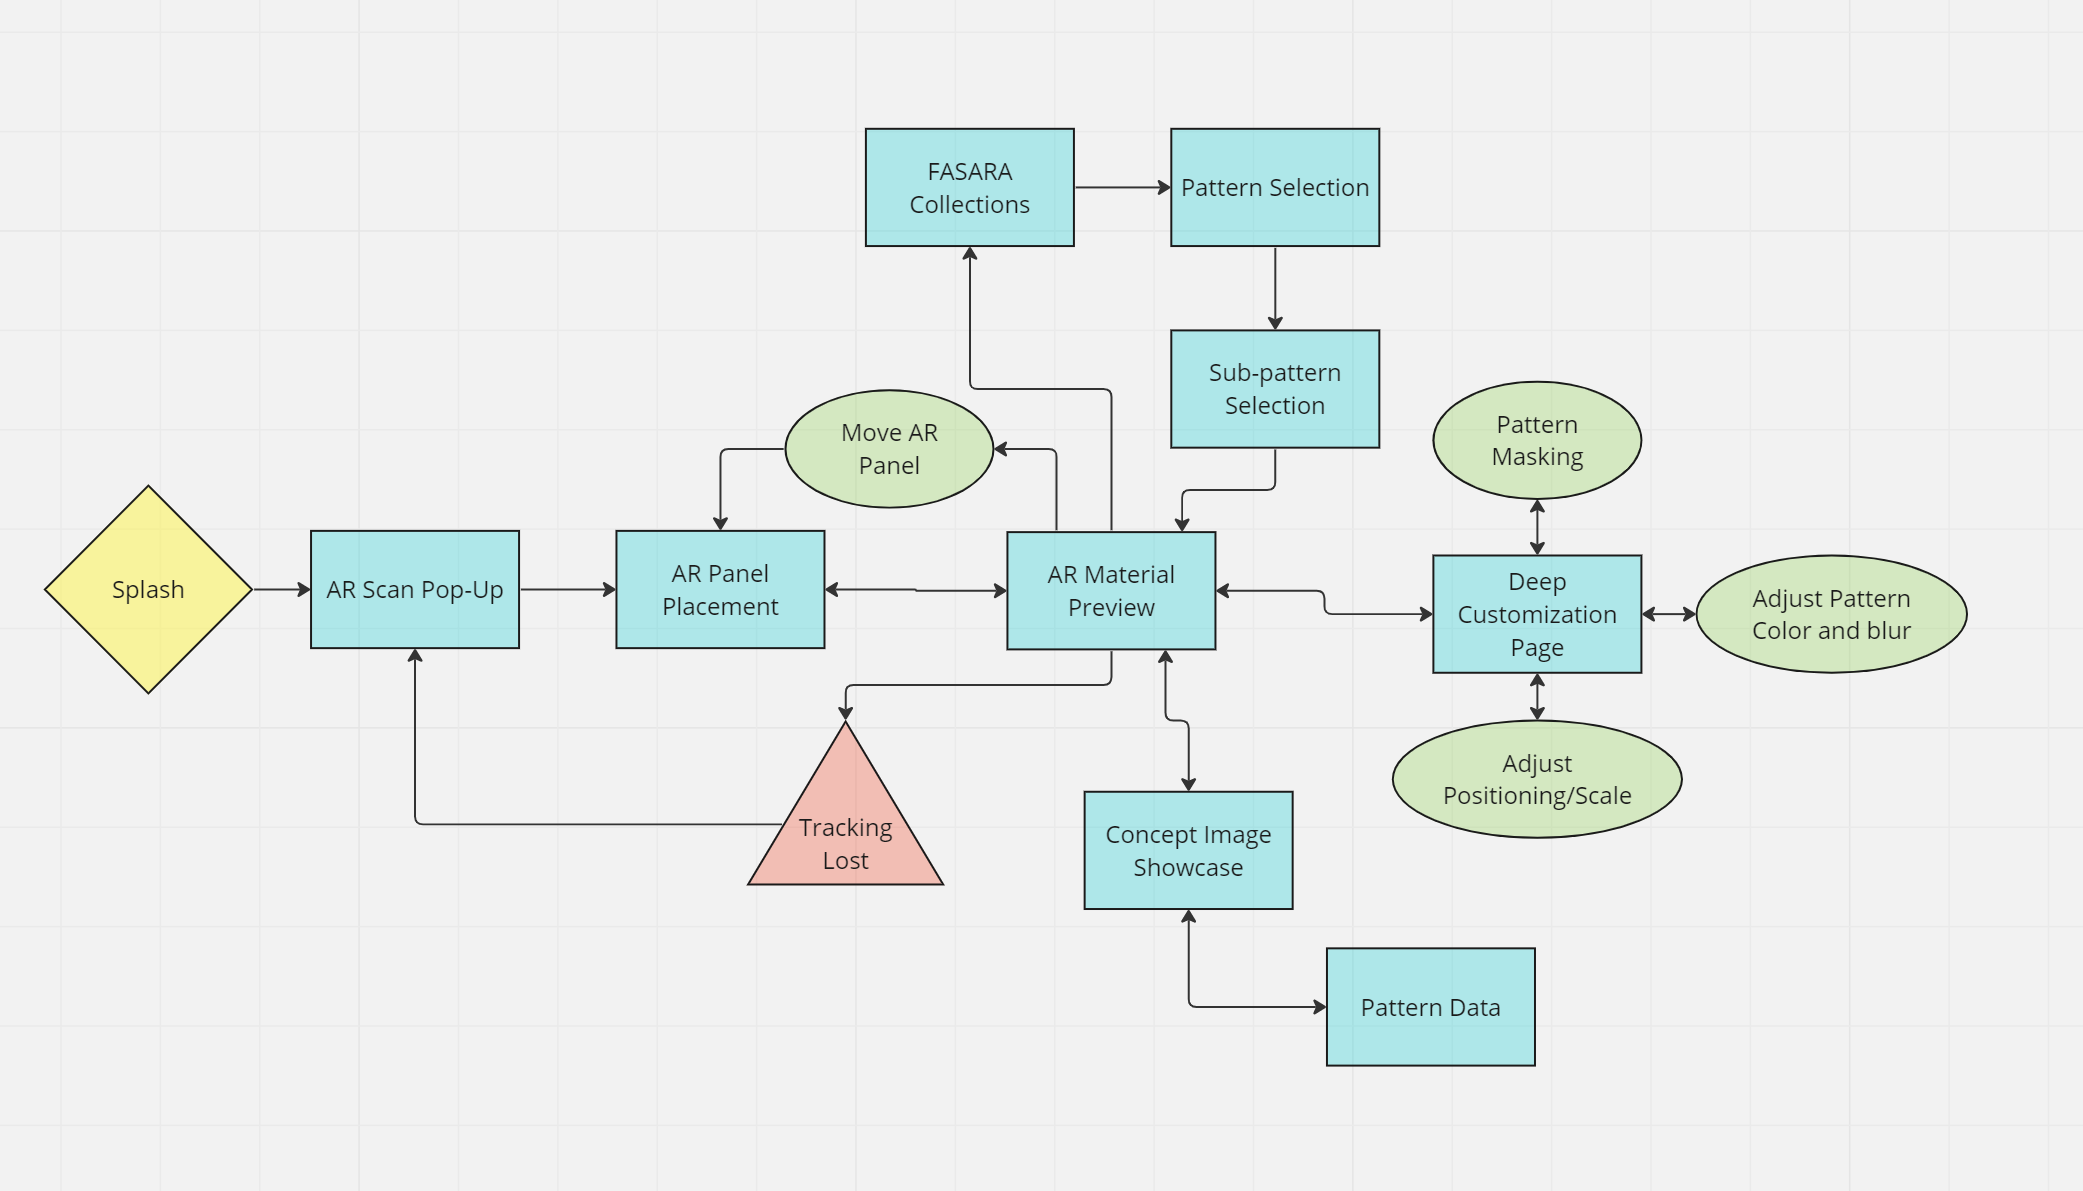 FASARA
Collections
Pattern Selection
Sub-pattern
Selection
Move AR
Panel
Pattern
Masking
Splash
AR Scan Pop-Up
AR Panel
Placement
AR Material
Preview
Deep
Customization
Page
Adjust Pattern
Color and blur
Adjust
Positioning/Scale
Tracking
Lost
Concept Image
Showcase
Pattern Data